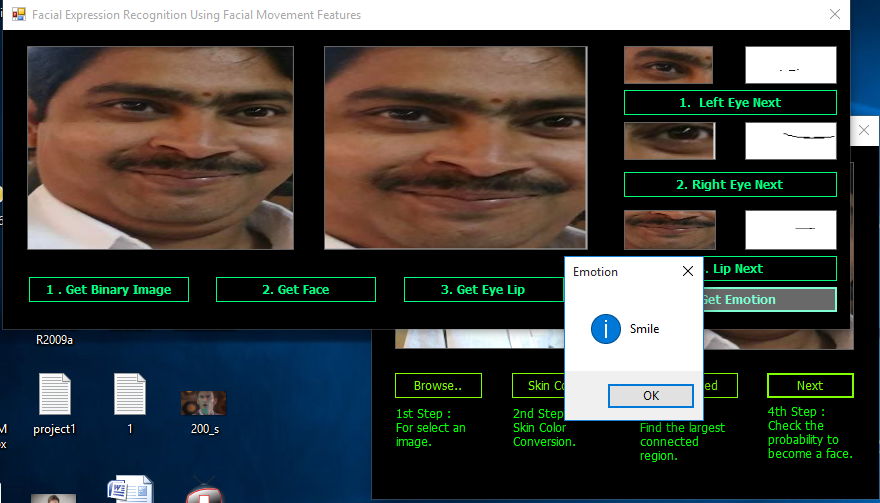 Facial Expression Recognition Using Facial Movement Features
1. Left Eye Next
2. Right Eye Next
1 . Get Binary Image
2. Get Face
3. Get Eye Lip
. Lip Next
Get Emotion
Emotion
Smile
OK
R2009a
project1
1
200_s
Browse..
Skin Co
ed
Next
1st Step :
For select an
image.
2nd Step
Skin Color
Conversion.
Find the largest
connected
region.
4th Step :
Check the
probability to
become a face.